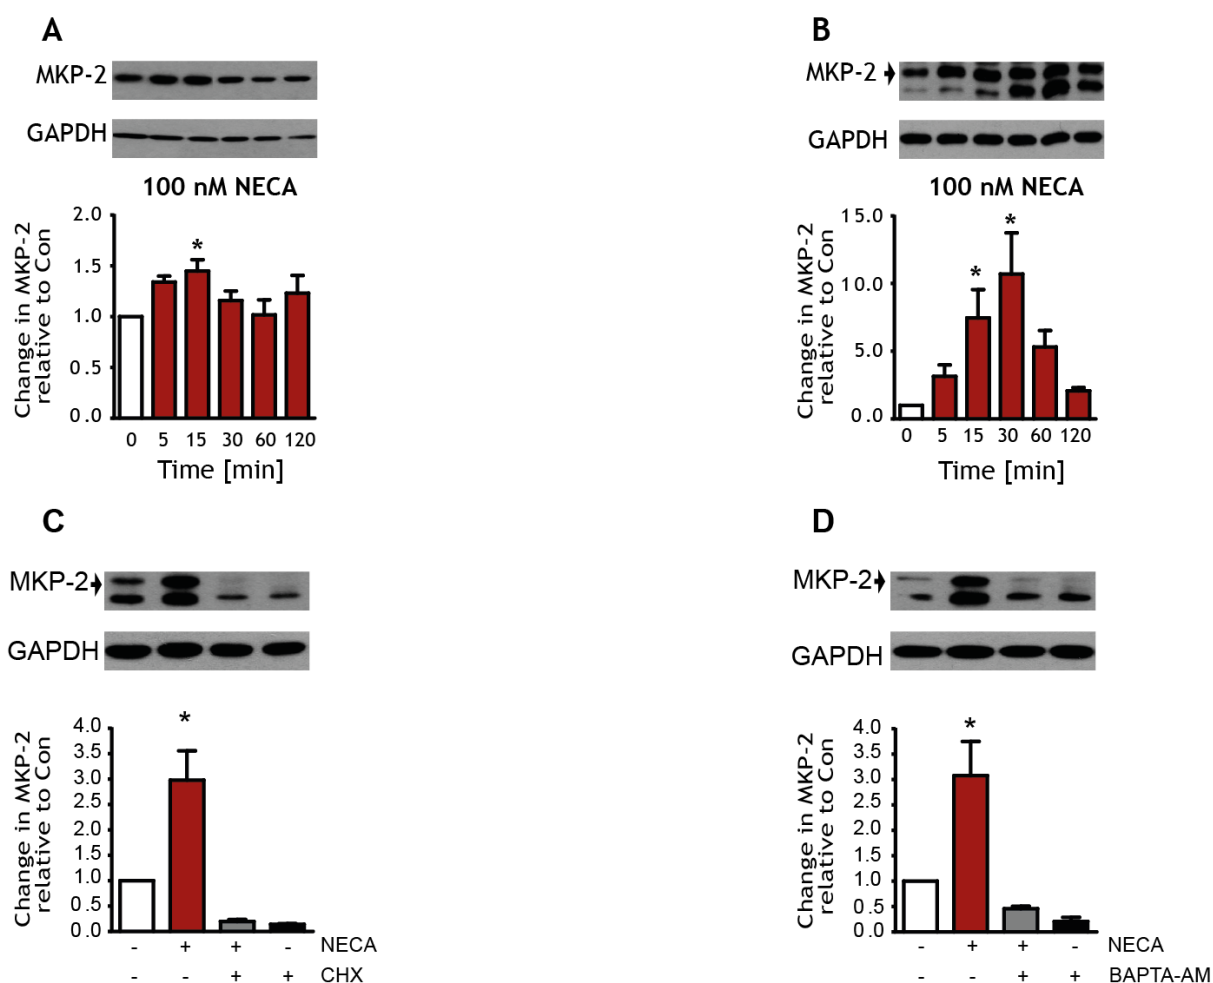 A
MKP-2
GAPDH
100 nM NECA
Change in MKP-2
relative to Con
2.0
1.5
1.0
0.5
0.0
0 5 15 30 60 120
Time [min]
B
MKP-2
GAPDH
100 nM NECA
Change in MKP-2
relative to Con
15.0
10.0
5.0
0.0
* *
0 5 15 30 60 120
Time [min]
C
MKP-2
GAPDH
Change in MKP-2
relative to Con
4.0
3.5
3.0
2.5
2.0
1.5
1.0
0.5
0.0
*
- + + - NECA
- - + + CHX
D
MKP-2
GAPDH
Change in MKP-2
relative to Con
4.0
3.5
3.0
2.5
2.0
1.5
1.0
0.5
0.0
*
- + + - NECA
- - + + BAPTA-AM